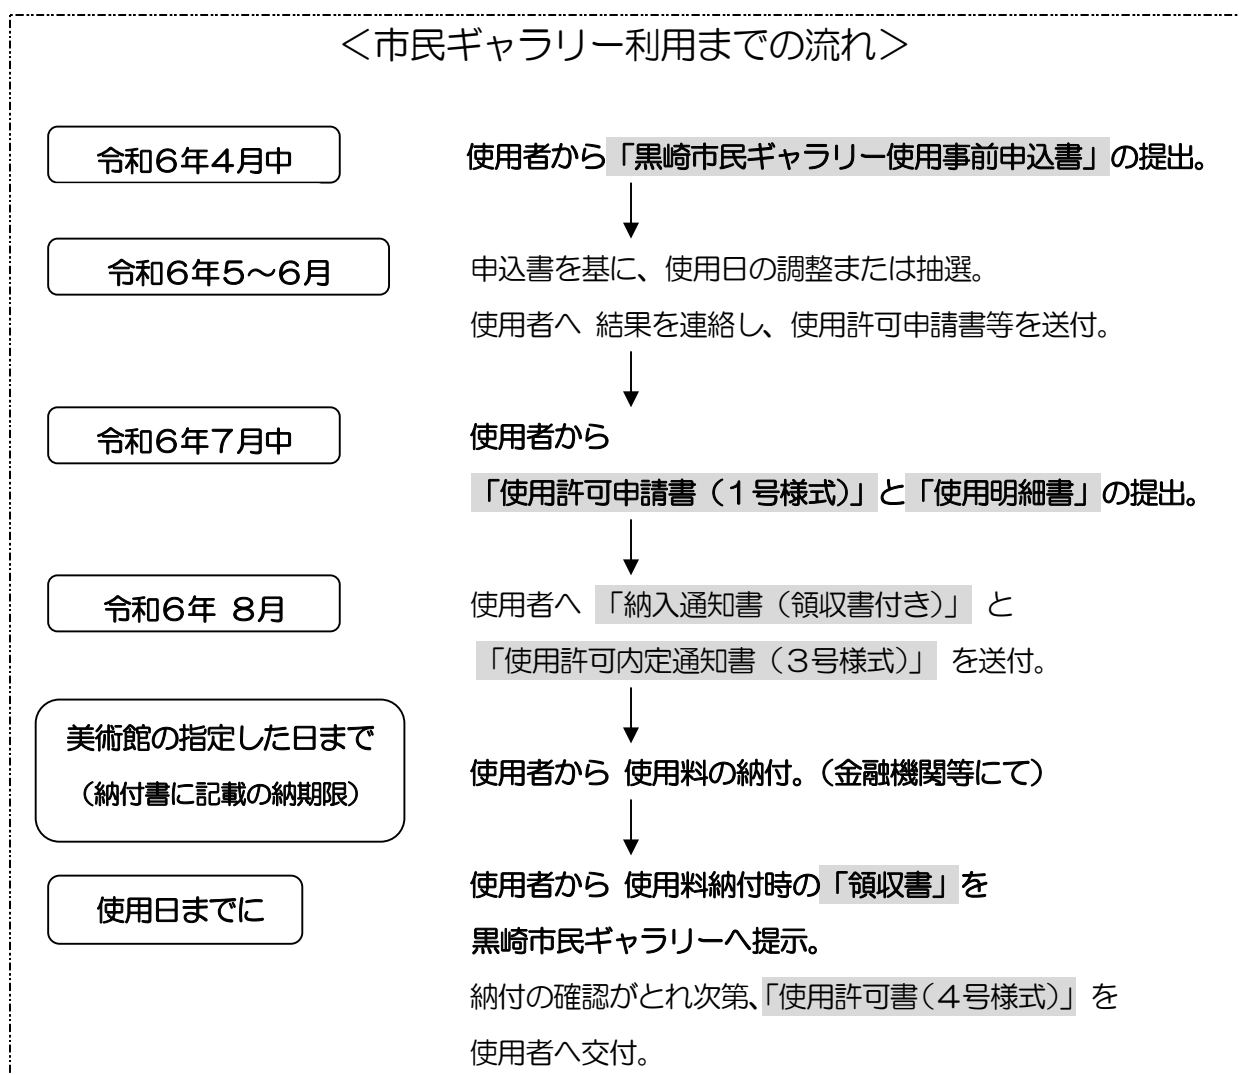 ＜市民ギャラリー利用までの流れ＞
令和６年４月中
使用者から「黒崎市民ギャラリー使用事前申込書」の提出。
令和６年５～６月
申込書を基に、使用日の調整または抽選。
使用者へ 結果を連絡し、使用許可申請書等を送付。
令和６年７月中
使用者から
「使用許可申請書（１号様式）」と「使用明細書」の提出。
令和６年 ８月
使用者へ 「納入通知書（領収書付き）」 と
「使用許可内定通知書（３号様式）」 を送付。
美術館の指定した日まで
（納付書に記載の納期限）
使用者から 使用料の納付。（金融機関等にて）
使用日までに
使用者から 使用料納付時の「領収書」を
黒崎市民ギャラリーへ提示。
納付の確認がとれ次第、「使用許可書（４号様式）」 を
使用者へ交付。